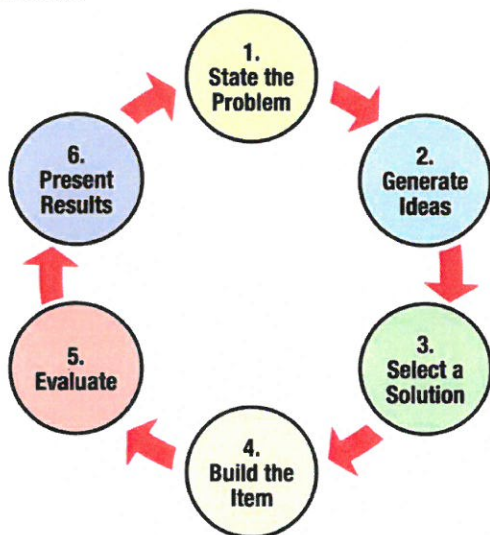 1.
State the
Problem
2.
Generate
Ideas
3.
Select a
Solution
4.
Build the
Item
5.
Evaluate
6.
Present
Results